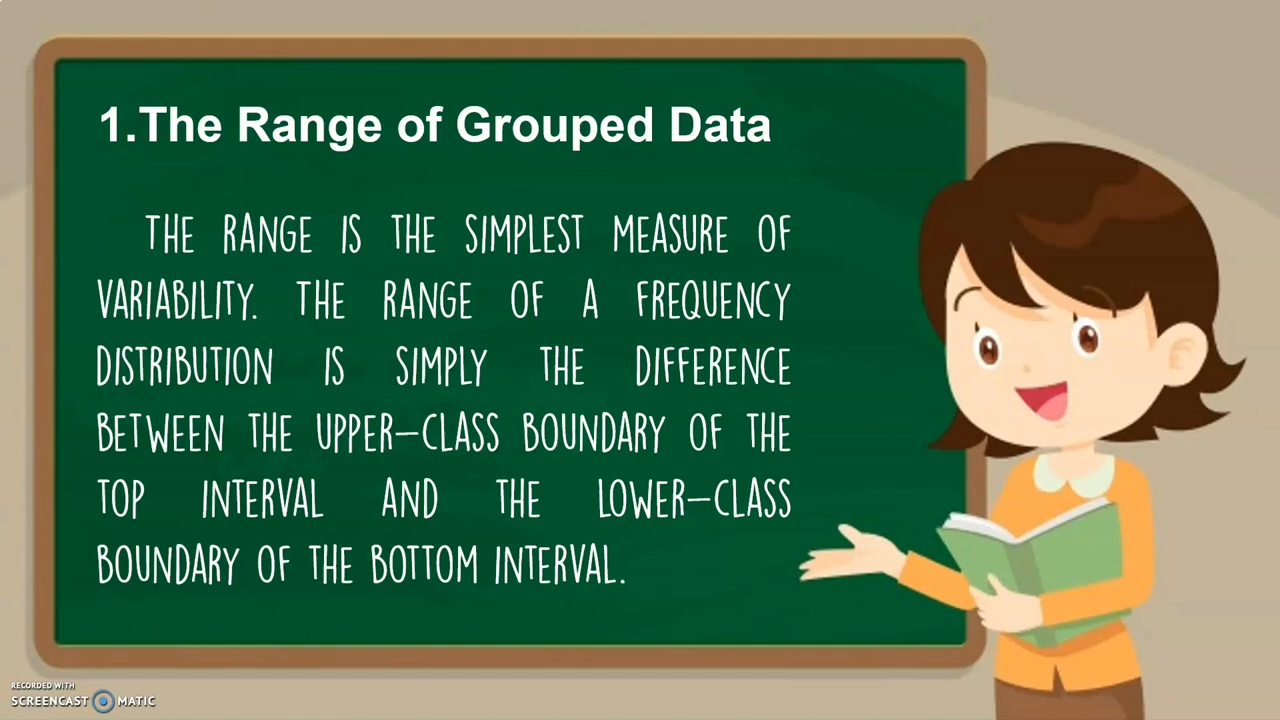 1.The Range of Grouped Data
THE RANGE IS THE SIMPLEST MEASURE OF
VARIABILITY. THE RANGE OF A FREQUENCY
DISTRIBUTION IS SIMPLY THE DIFFERENCE
BETWEEN THE UPPER-CLASS BOUNDARY OF THE
TOP INTERVAL AND THE LOWER-CLASS
BOUNDARY OF THE BOTTOM INTERVAL.
RECORDED WITH
SCREENCAST MATIC